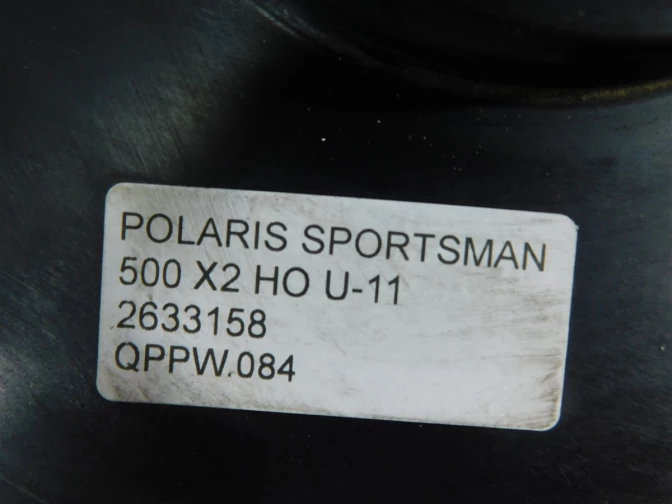 POLARIS SPORTSMAN
500 X2 HO U-11
2633158
QPPW.084